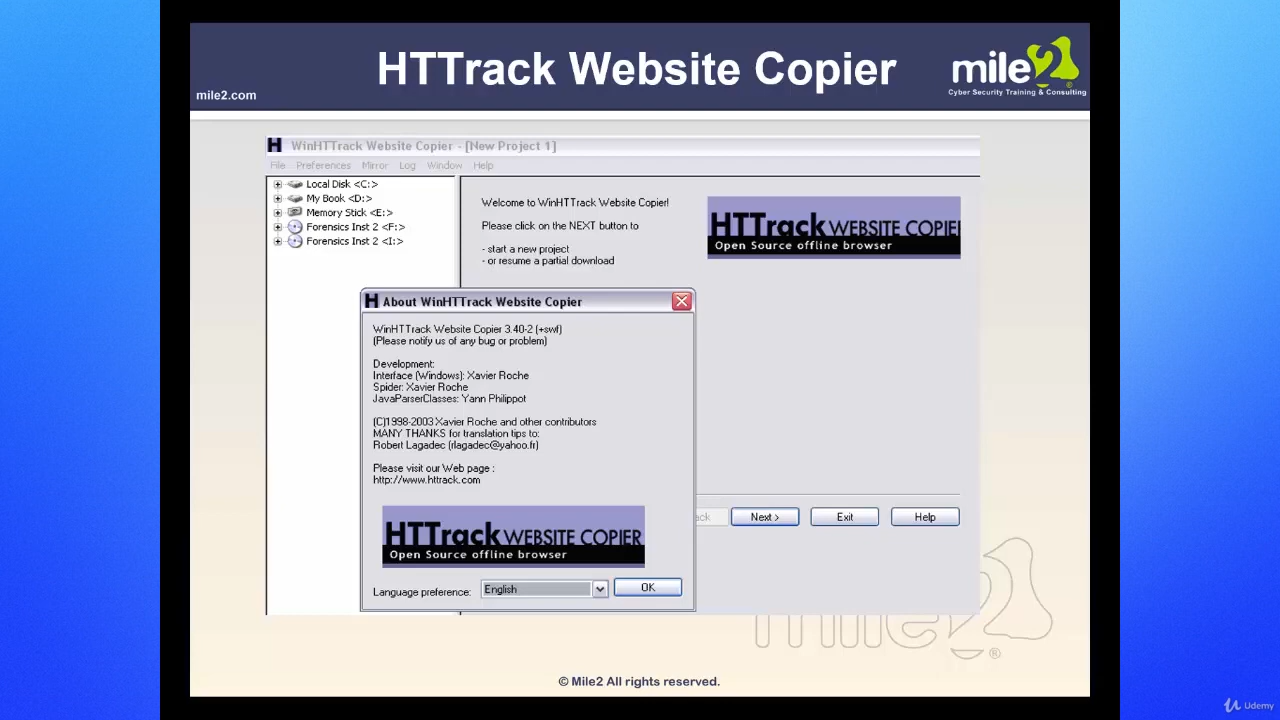 HTTrack Website Copier
mile2.com
mile2
Cyber Security Training & Consulting
H WinHTTrack Website Copier - [New Project 1]
File Preferences Mirror Log Window Help
Local Disk <C:>
My Book <D:>
Memory Stick <E:>
Forensics Inst 2 <F:>
Forensics Inst 2 <I:>
Welcome to WinHTTrack Website Copier!
Please click on the NEXT button to
- start a new project
- or resume a partial download
HTTrack WEBSITE COPIER
Open Source offline browser
H About WinHTTrack Website Copier
WinHTTrack Website Copier 3.40-2 (+swf)
(Please notify us of any bug or problem)
Development:
Interface (Windows): Xavier Roche
Spider: Xavier Roche
JavaParserClasses: Yann Philippot
(C)1998-2003 Xavier Roche and other contributors
MANY THANKS for translation tips to:
Robert Lagadec (rlagadec@yahoo.fr)
Please visit our Web page :
http://www.httrack.com
HTTrack WEBSITE COPIER
Open Source offline browser
Language preference: English OK
Next > Exit Help
mile2 ®
© Mile2 All rights reserved.
Udemy